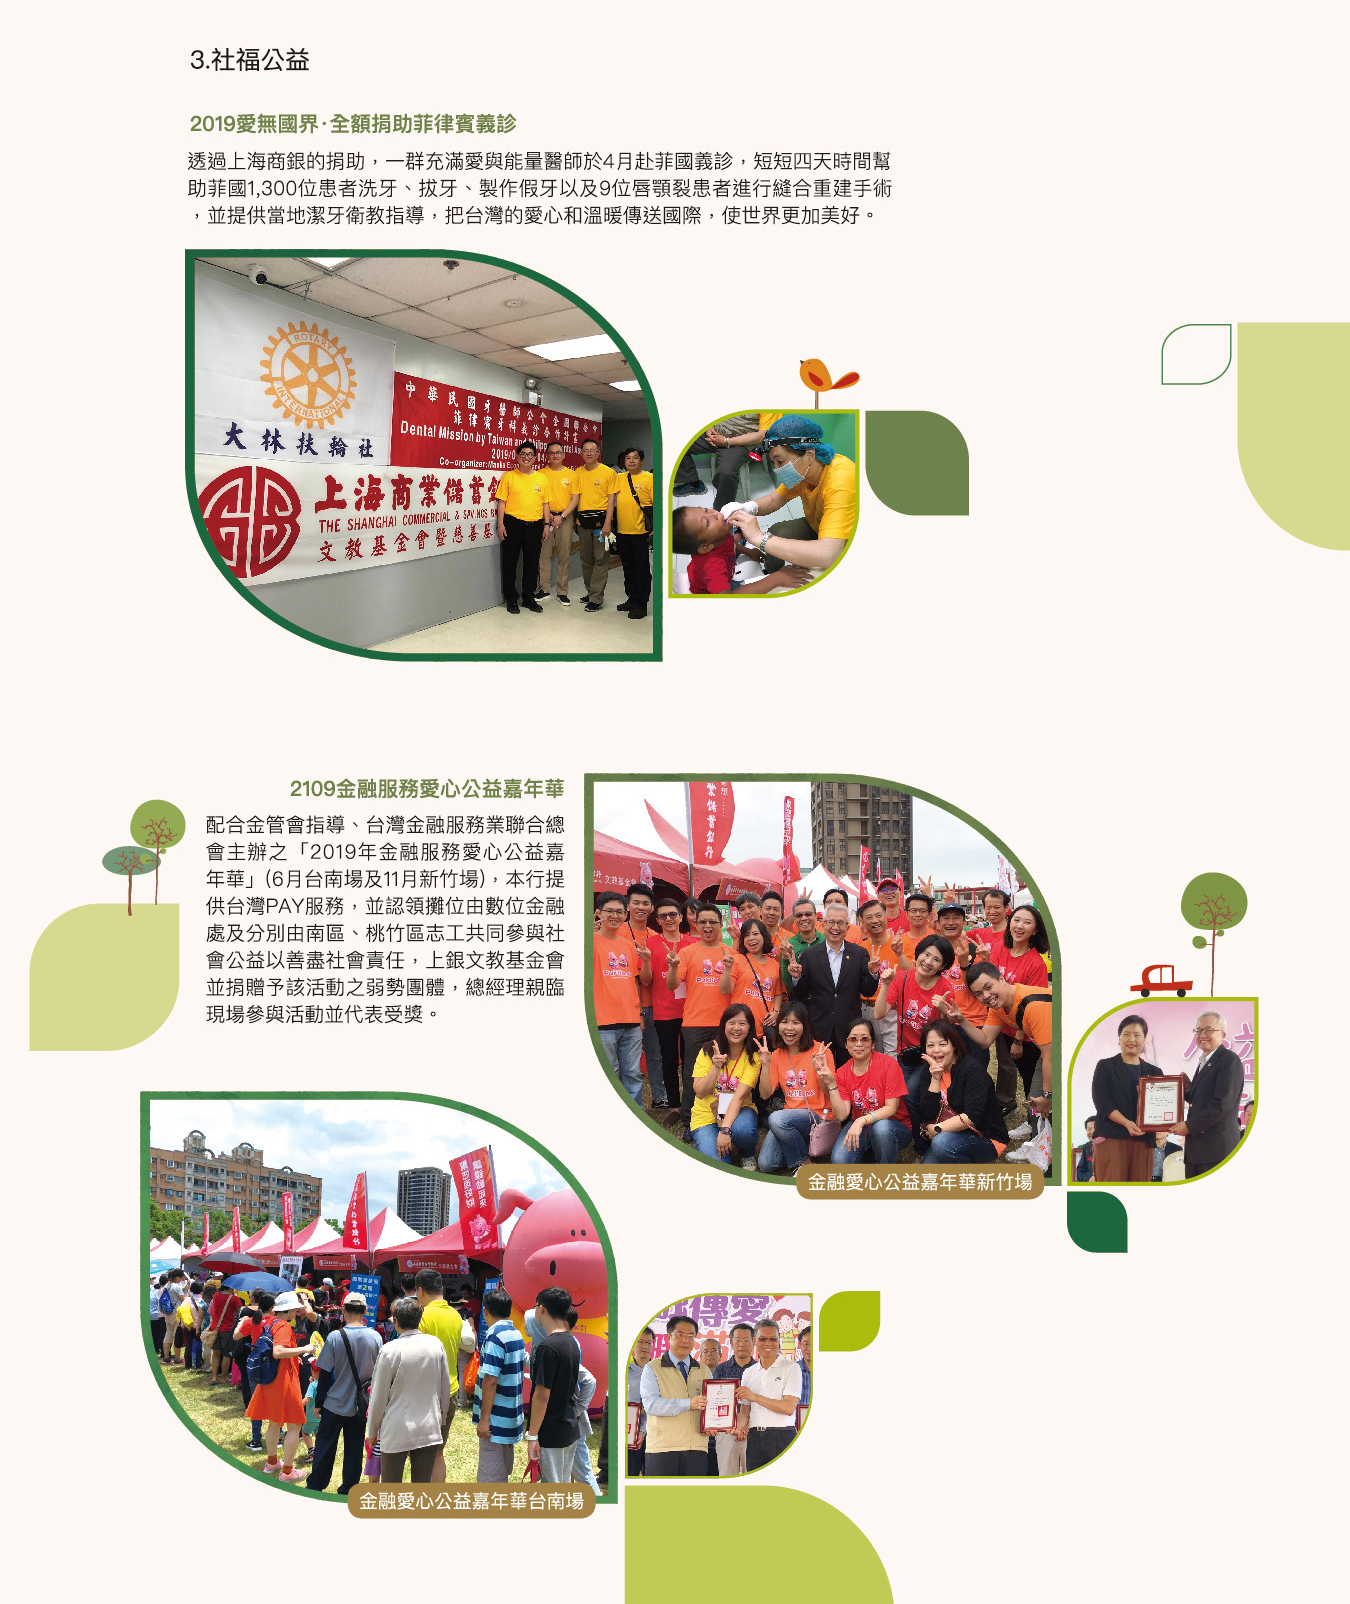 3.社福公益
2019愛無國界·全額捐助菲律賓義診
透過上海商銀的捐助，一群充滿愛與能量醫師於4月赴菲國義診，短短四天時間幫
助菲國1,300位患者洗牙、拔牙、製作假牙以及9位唇顎裂患者進行縫合重建手術
，並提供當地潔牙衛教指導，把台灣的愛心和溫暖傳送國際，使世界更加美好。
ROTARY
INTERNATIONAL
大林扶輪社
中華民國牙醫師公會全國聯合會
菲律賓牙科義診合作計畫
Dental Mission by Taiwan and
2019/0
Co-organizer:Manila
上海商業儲蓄銀
THE SHANGHAI COMMERCIAL & SAVINGS
文教基金會暨慈善基
2109金融服務愛心公益嘉年華
配合金管會指導、台灣金融服務業聯合總
會主辦之「2019年金融服務愛心公益嘉
年華」(6月台南場及11月新竹場)，本行提
供台灣PAY服務，並認領攤位由數位金融
處及分別由南區、桃竹區志工共同參與社
會公益以善盡社會責任，上銀文教基金會
並捐贈予該活動之弱勢團體，總經理親臨
現場參與活動並代表受獎。
業儲蓄銀行
文教基金會
金融愛心公益嘉年華新竹場
傳愛
金融愛心公益嘉年華台南場